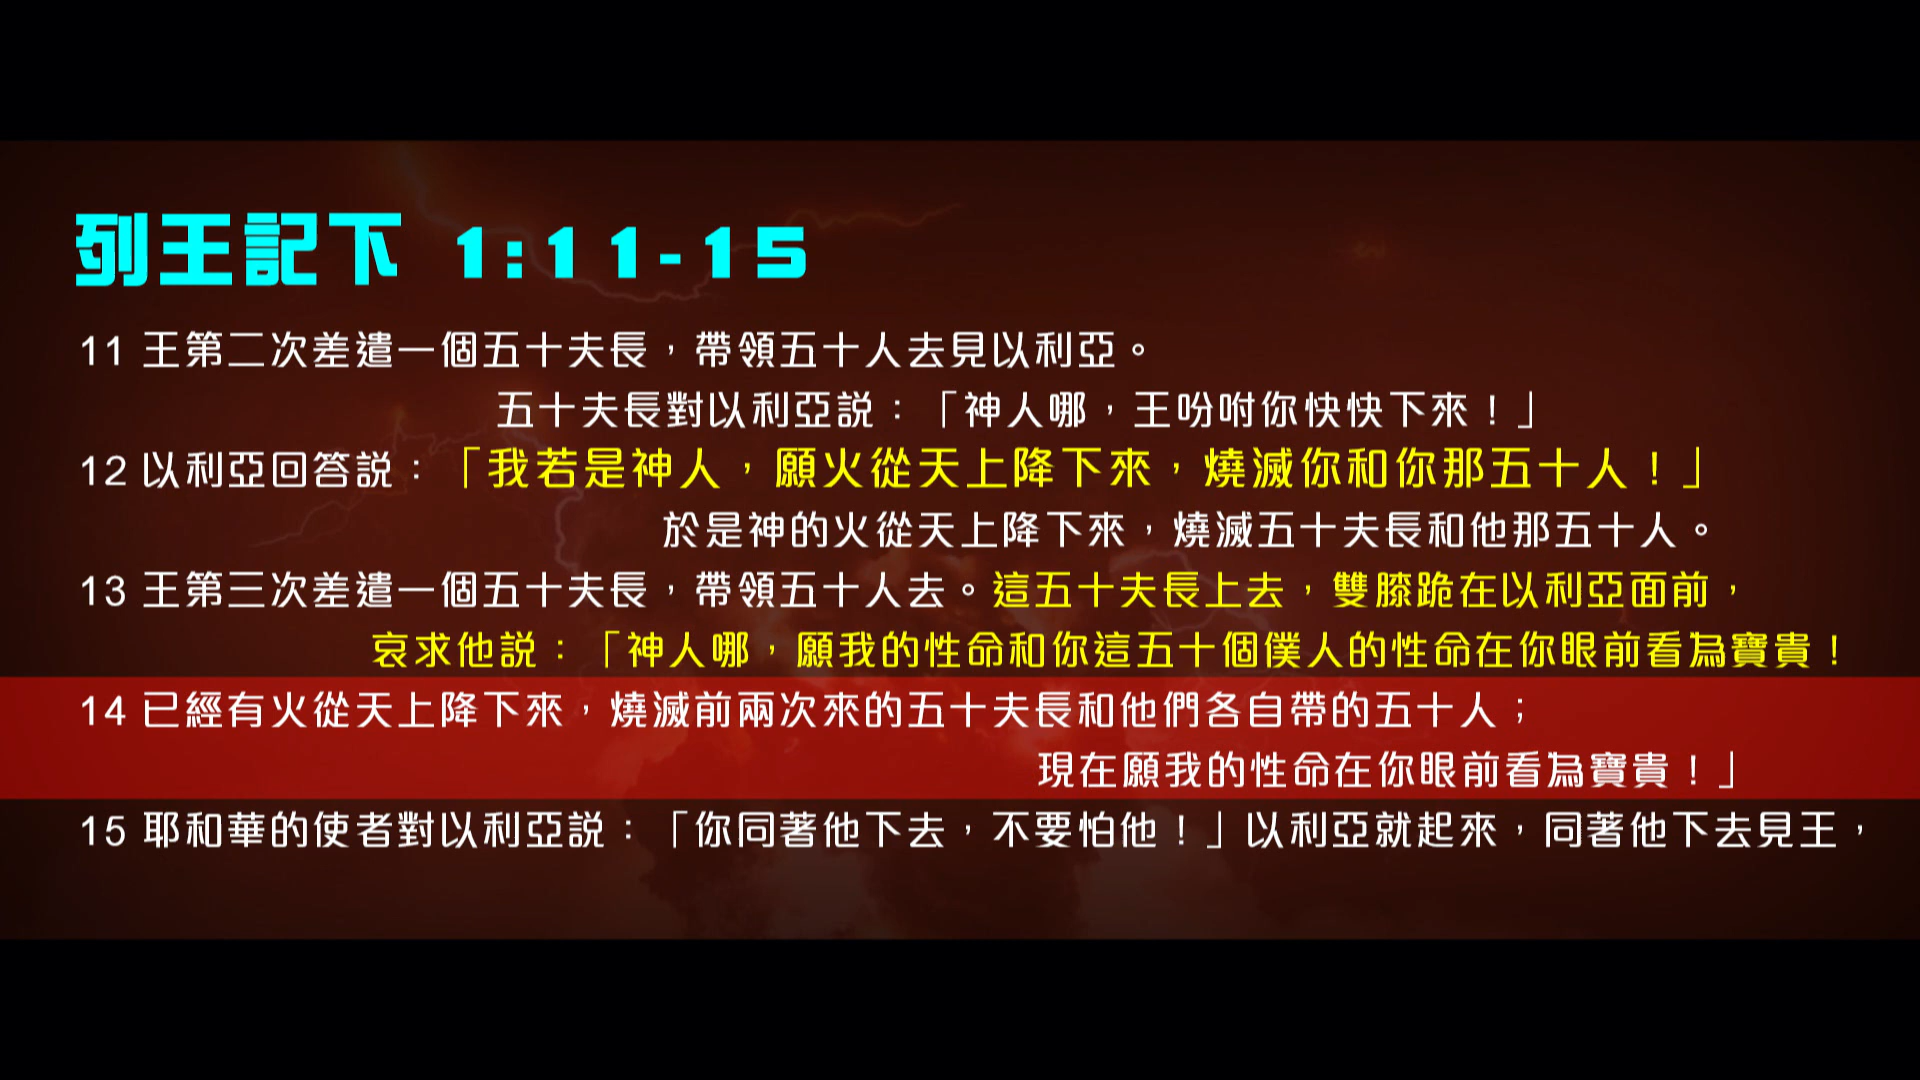 列王記下 1:11-15
11 王第二次差遣一個五十夫長，帶領五十人去見以利亞。
五十夫長對以利亞説：「神人哪，王吩咐你快快下來！」
12 以利亞回答説：「我若是神人，願火從天上降下來，燒滅你和你那五十人！」
於是神的火從天上降下來，燒滅五十夫長和他那五十人。
13 王第三次差遣一個五十夫長，帶領五十人去。這五十夫長上去，雙膝跪在以利亞面前，
哀求他説：「神人哪，願我的性命和你這五十個僕人的性命在你眼前看為寶貴！
14 已經有火從天上降下來，燒滅前兩次來的五十夫長和他們各自帶的五十人；
現在願我的性命在你眼前看為寶貴！」
15 耶和華的使者對以利亞説：「你同著他下去，不要怕他！」以利亞就起來，同著他下去見王，